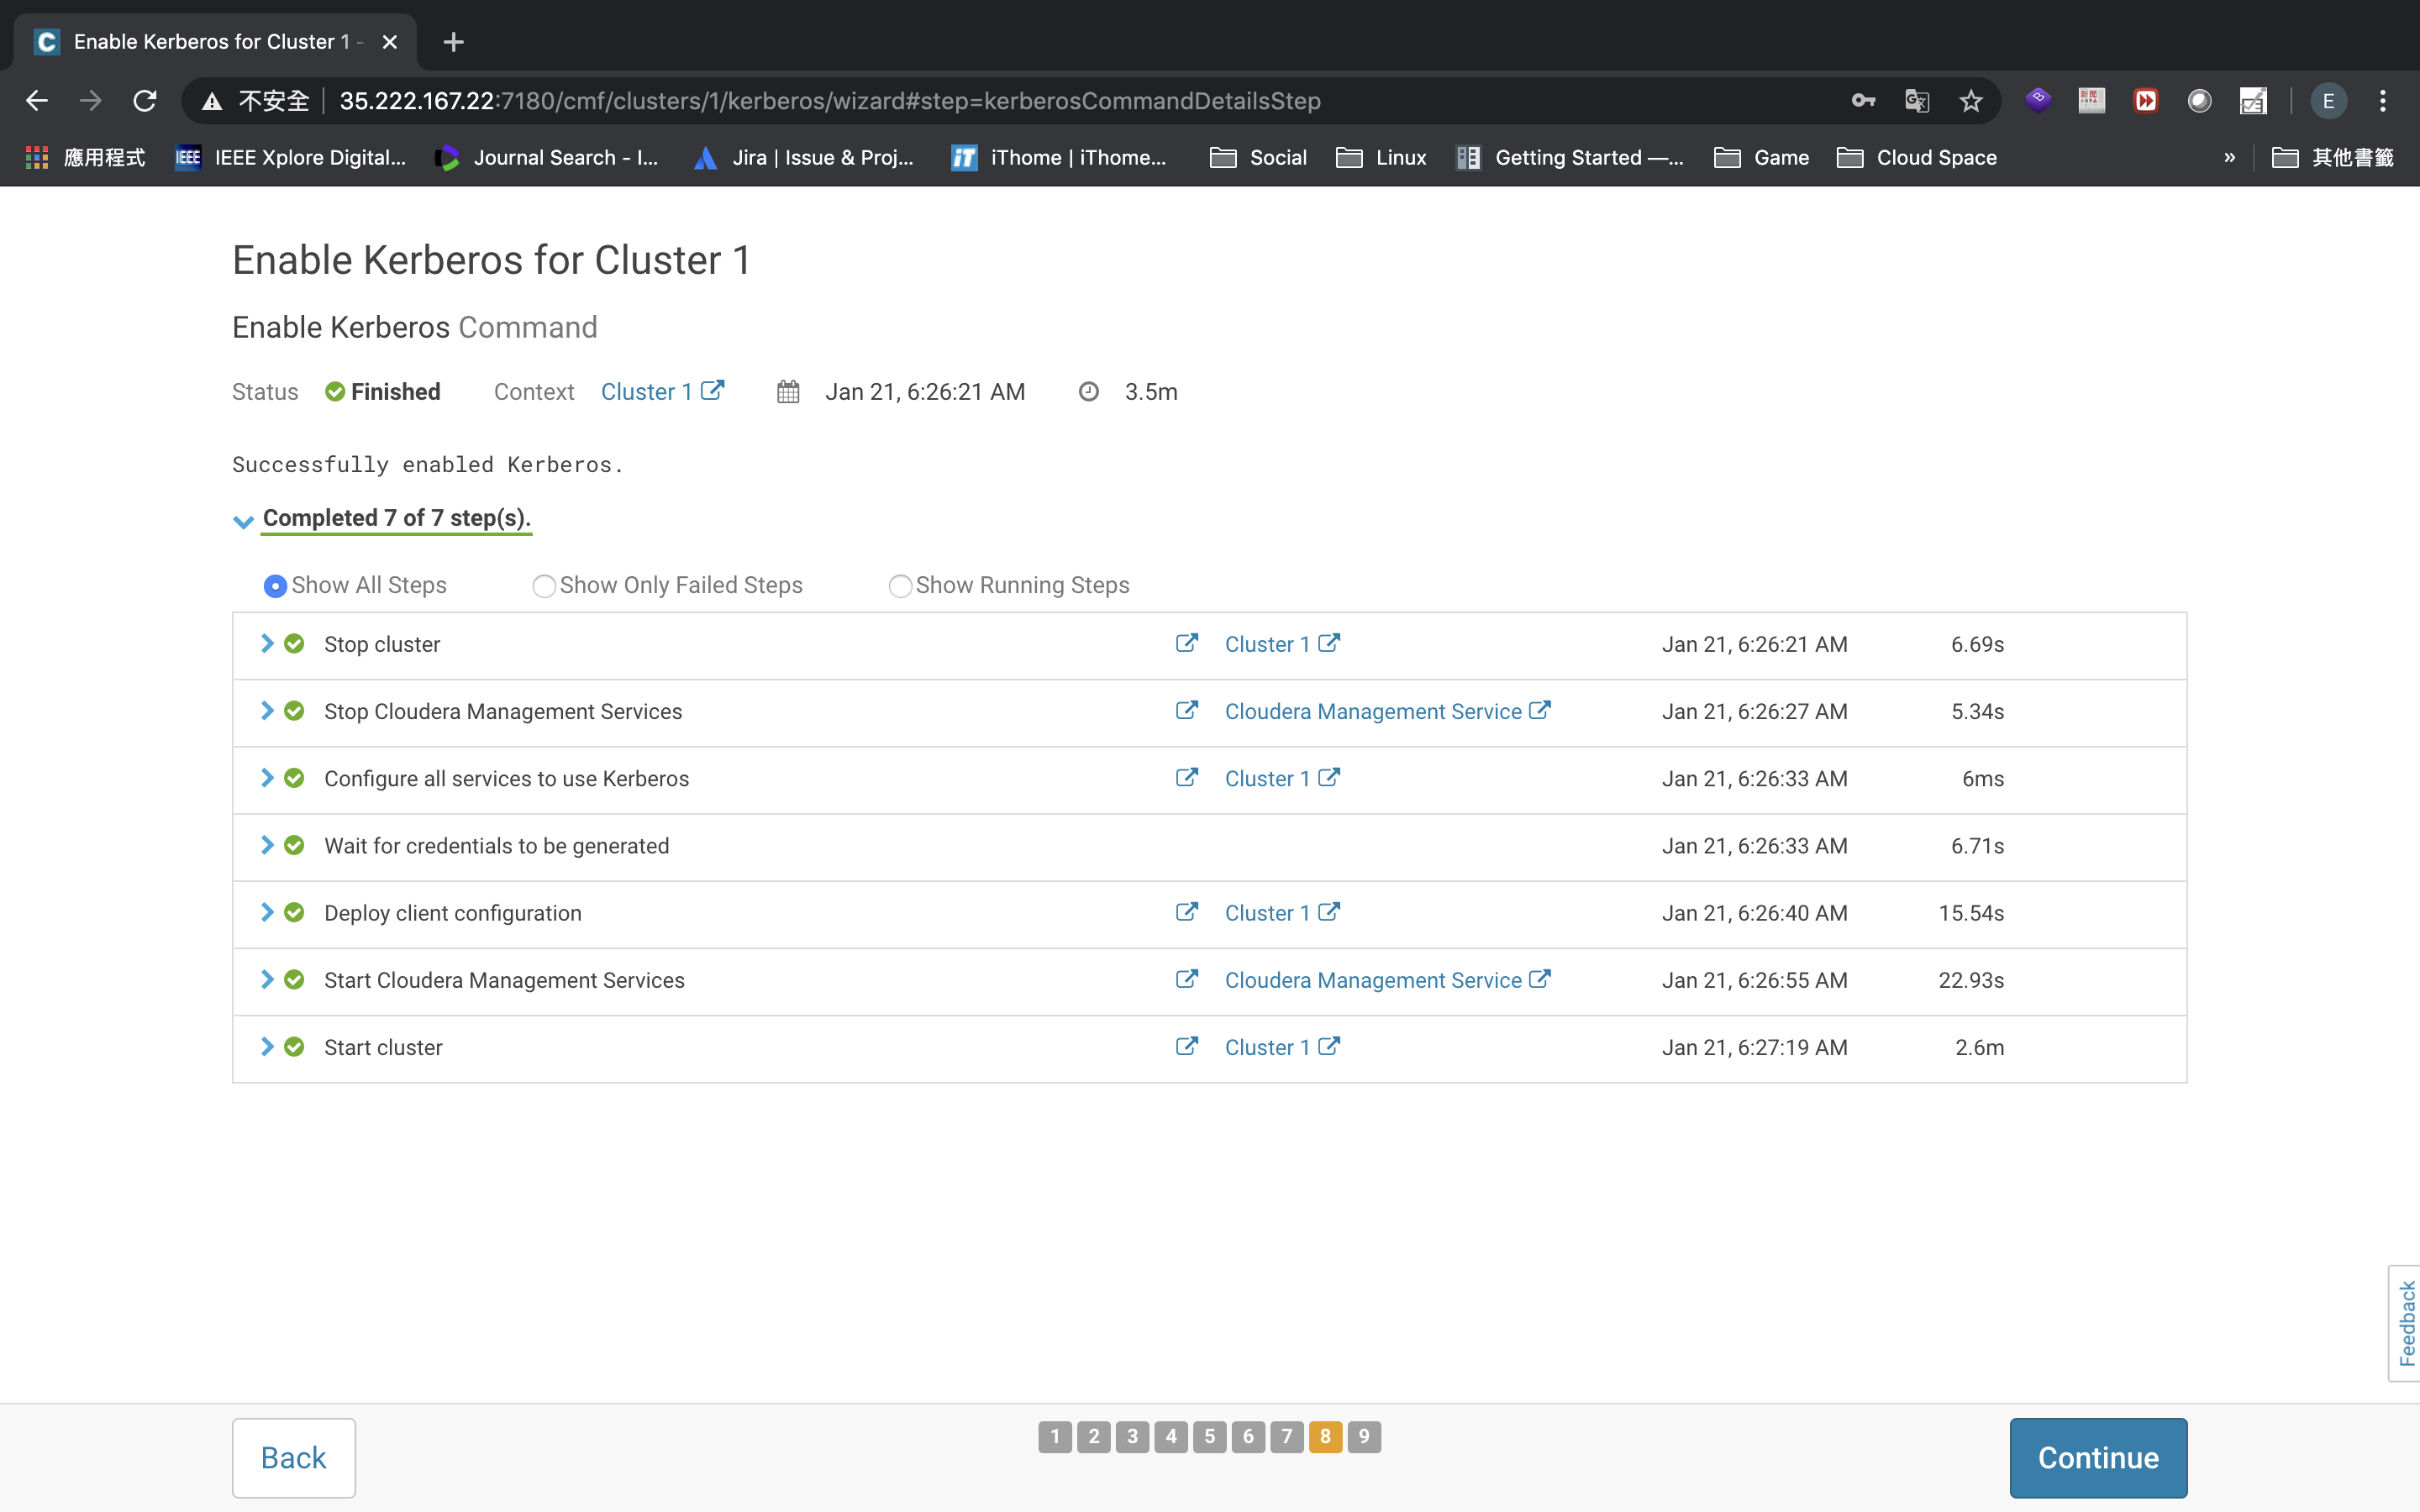 Enable Kerberos for Cluster 1 -
不安全 35.222.167.22:7180/cmf/clusters/1/kerberos/wizard#step=kerberosCommandDetailsStep E
應用程式 IEEE IEEE Xplore Digital... Journal Search - I... Jira | Issue & Proj... iT iThome | iThome... Social Linux Getting Started —... Game Cloud Space » 其他書籤
Enable Kerberos for Cluster 1
Enable Kerberos Command
Status Finished Context Cluster 1 Jan 21, 6:26:21 AM 3.5m
Successfully enabled Kerberos.
Completed 7 of 7 step(s).
Show All Steps Show Only Failed Steps Show Running Steps
Stop cluster Cluster 1 Jan 21, 6:26:21 AM 6.69s
Stop Cloudera Management Services Cloudera Management Service Jan 21, 6:26:27 AM 5.34s
Configure all services to use Kerberos Cluster 1 Jan 21, 6:26:33 AM 6ms
Wait for credentials to be generated Jan 21, 6:26:33 AM 6.71s
Deploy client configuration Cluster 1 Jan 21, 6:26:40 AM 15.54s
Start Cloudera Management Services Cloudera Management Service Jan 21, 6:26:55 AM 22.93s
Start cluster Cluster 1 Jan 21, 6:27:19 AM 2.6m
Feedback
Back 1 2 3 4 5 6 7 8 9 Continue